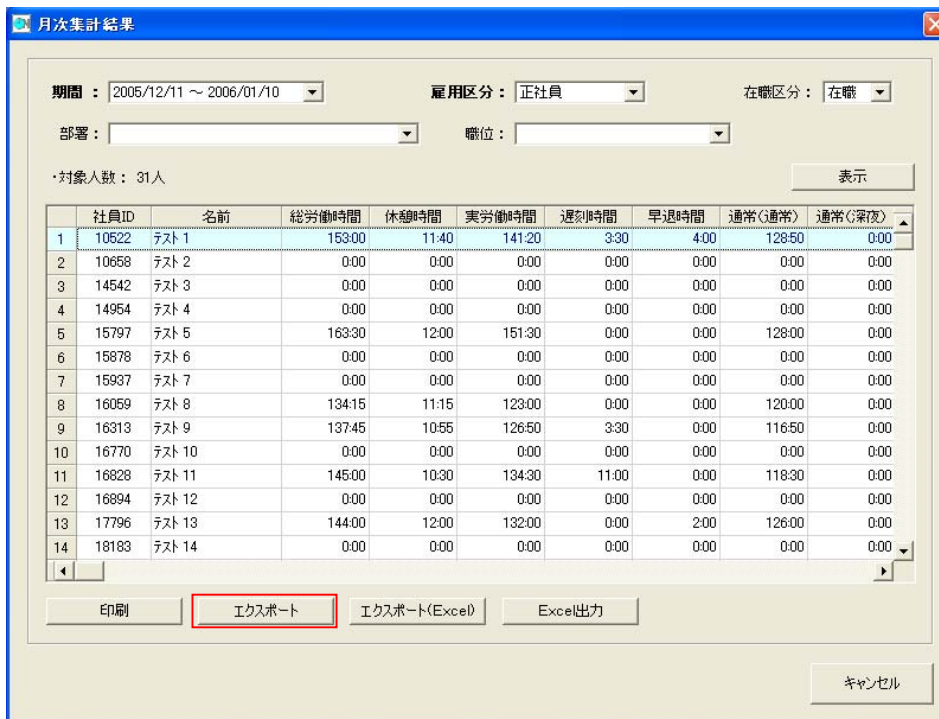 月次集計結果
期間 : 2005/12/11 ~ 2006/01/10 雇用区分: 正社員 在職区分: 在職
部署: 職位:
・対象人数: 31人 表示
社員ID 名前 総労働時間 休憩時間 実労働時間 遅刻時間 早退時間 通常(通常) 通常(深夜)
1 10522 テスト 1 153:00 11:40 141:20 3:30 4:00 128:50 0:00
2 10658 テスト 2 0:00 0:00 0:00 0:00 0:00 0:00 0:00
3 14542 テスト 3 0:00 0:00 0:00 0:00 0:00 0:00 0:00
4 14954 テスト 4 0:00 0:00 0:00 0:00 0:00 0:00 0:00
5 15797 テスト 5 163:30 12:00 151:30 0:00 0:00 128:00 0:00
6 15878 テスト 6 0:00 0:00 0:00 0:00 0:00 0:00 0:00
7 15937 テスト 7 0:00 0:00 0:00 0:00 0:00 0:00 0:00
8 16059 テスト 8 134:15 11:15 123:00 0:00 0:00 120:00 0:00
9 16313 テスト 9 137:45 10:55 126:50 3:30 0:00 116:50 0:00
10 16770 テスト 10 0:00 0:00 0:00 0:00 0:00 0:00 0:00
11 16828 テスト 11 145:00 10:30 134:30 11:00 0:00 118:30 0:00
12 16894 テスト 12 0:00 0:00 0:00 0:00 0:00 0:00 0:00
13 17796 テスト 13 144:00 12:00 132:00 0:00 2:00 126:00 0:00
14 18183 テスト 14 0:00 0:00 0:00 0:00 0:00 0:00 0:00
印刷 エクスポート エクスポート(Excel) Excel出力
キャンセル